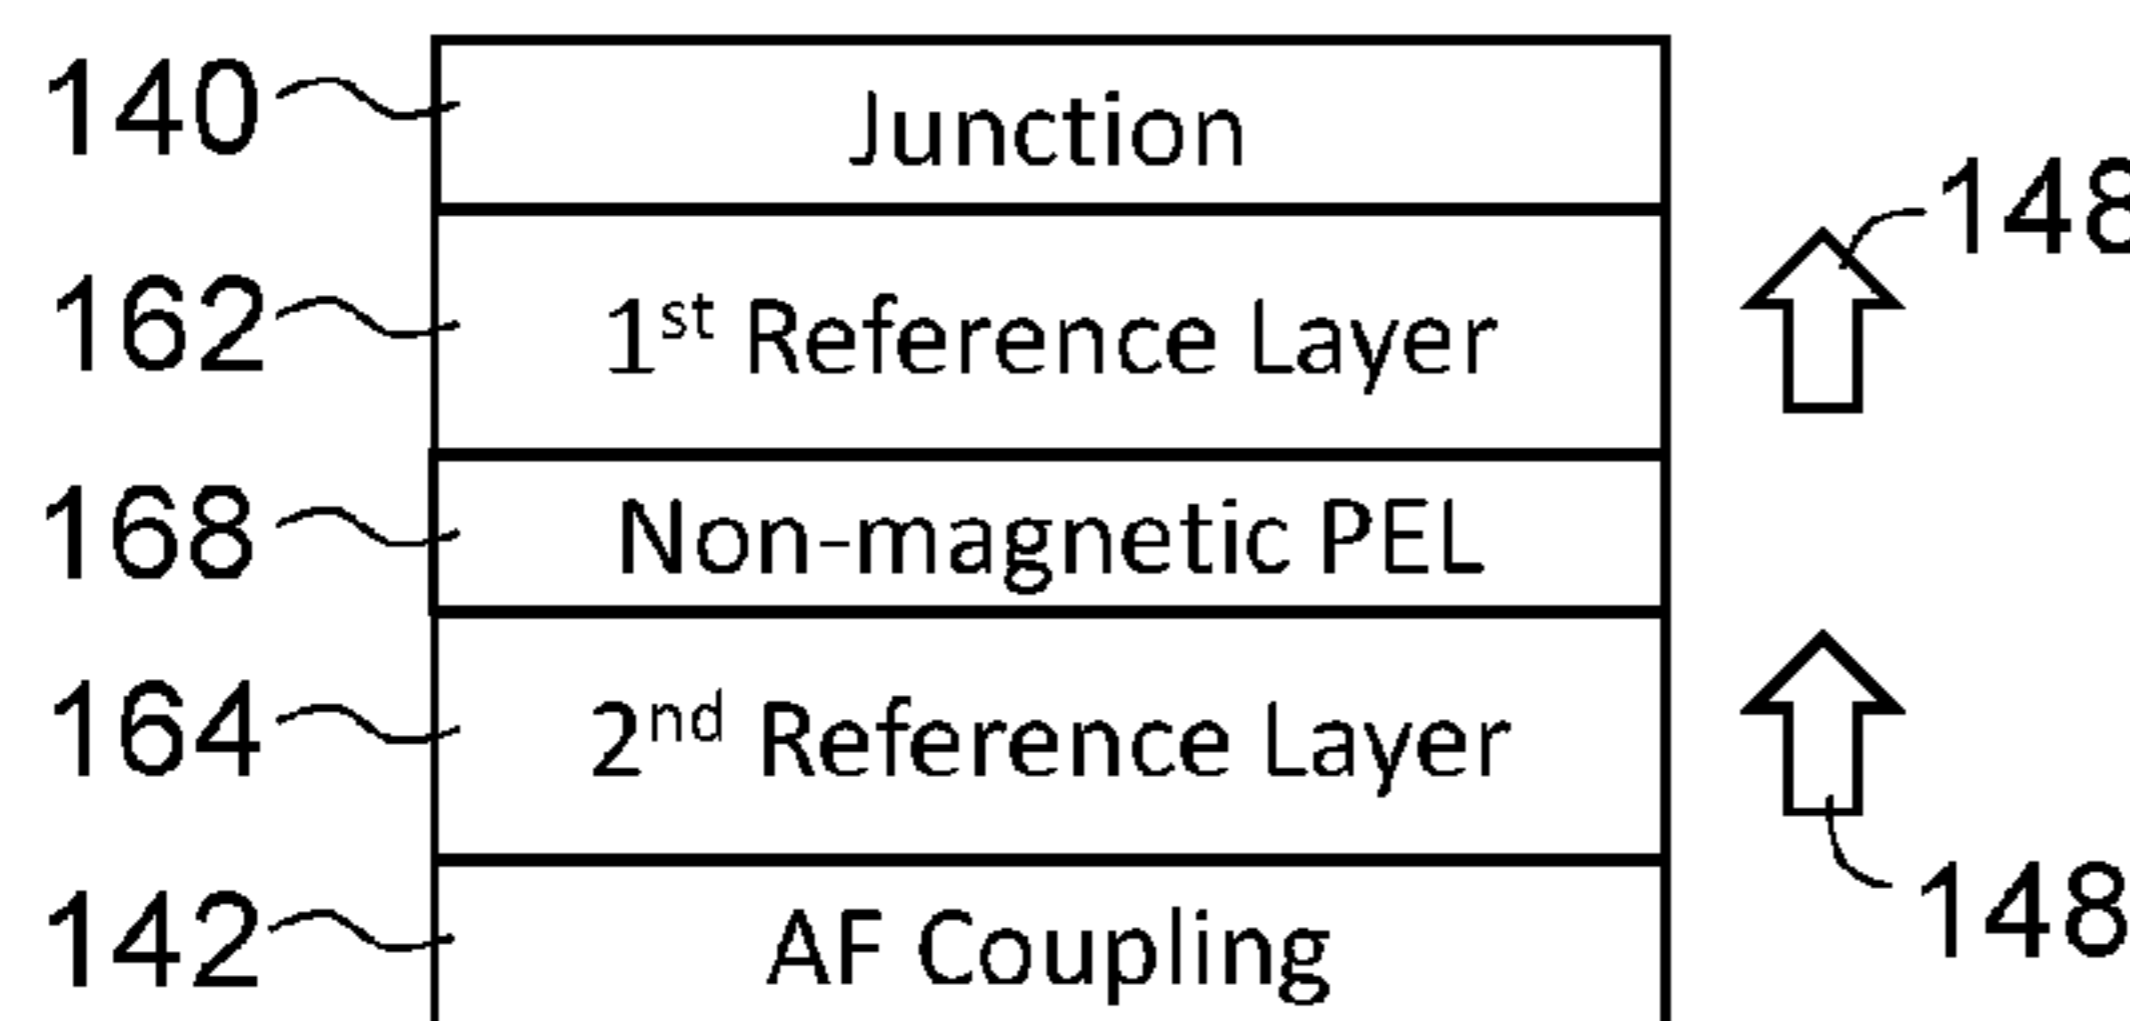 140 Junction
148
162 1st Reference Layer
168 Non-magnetic PEL
164 2nd Reference Layer
148
142 AF Coupling